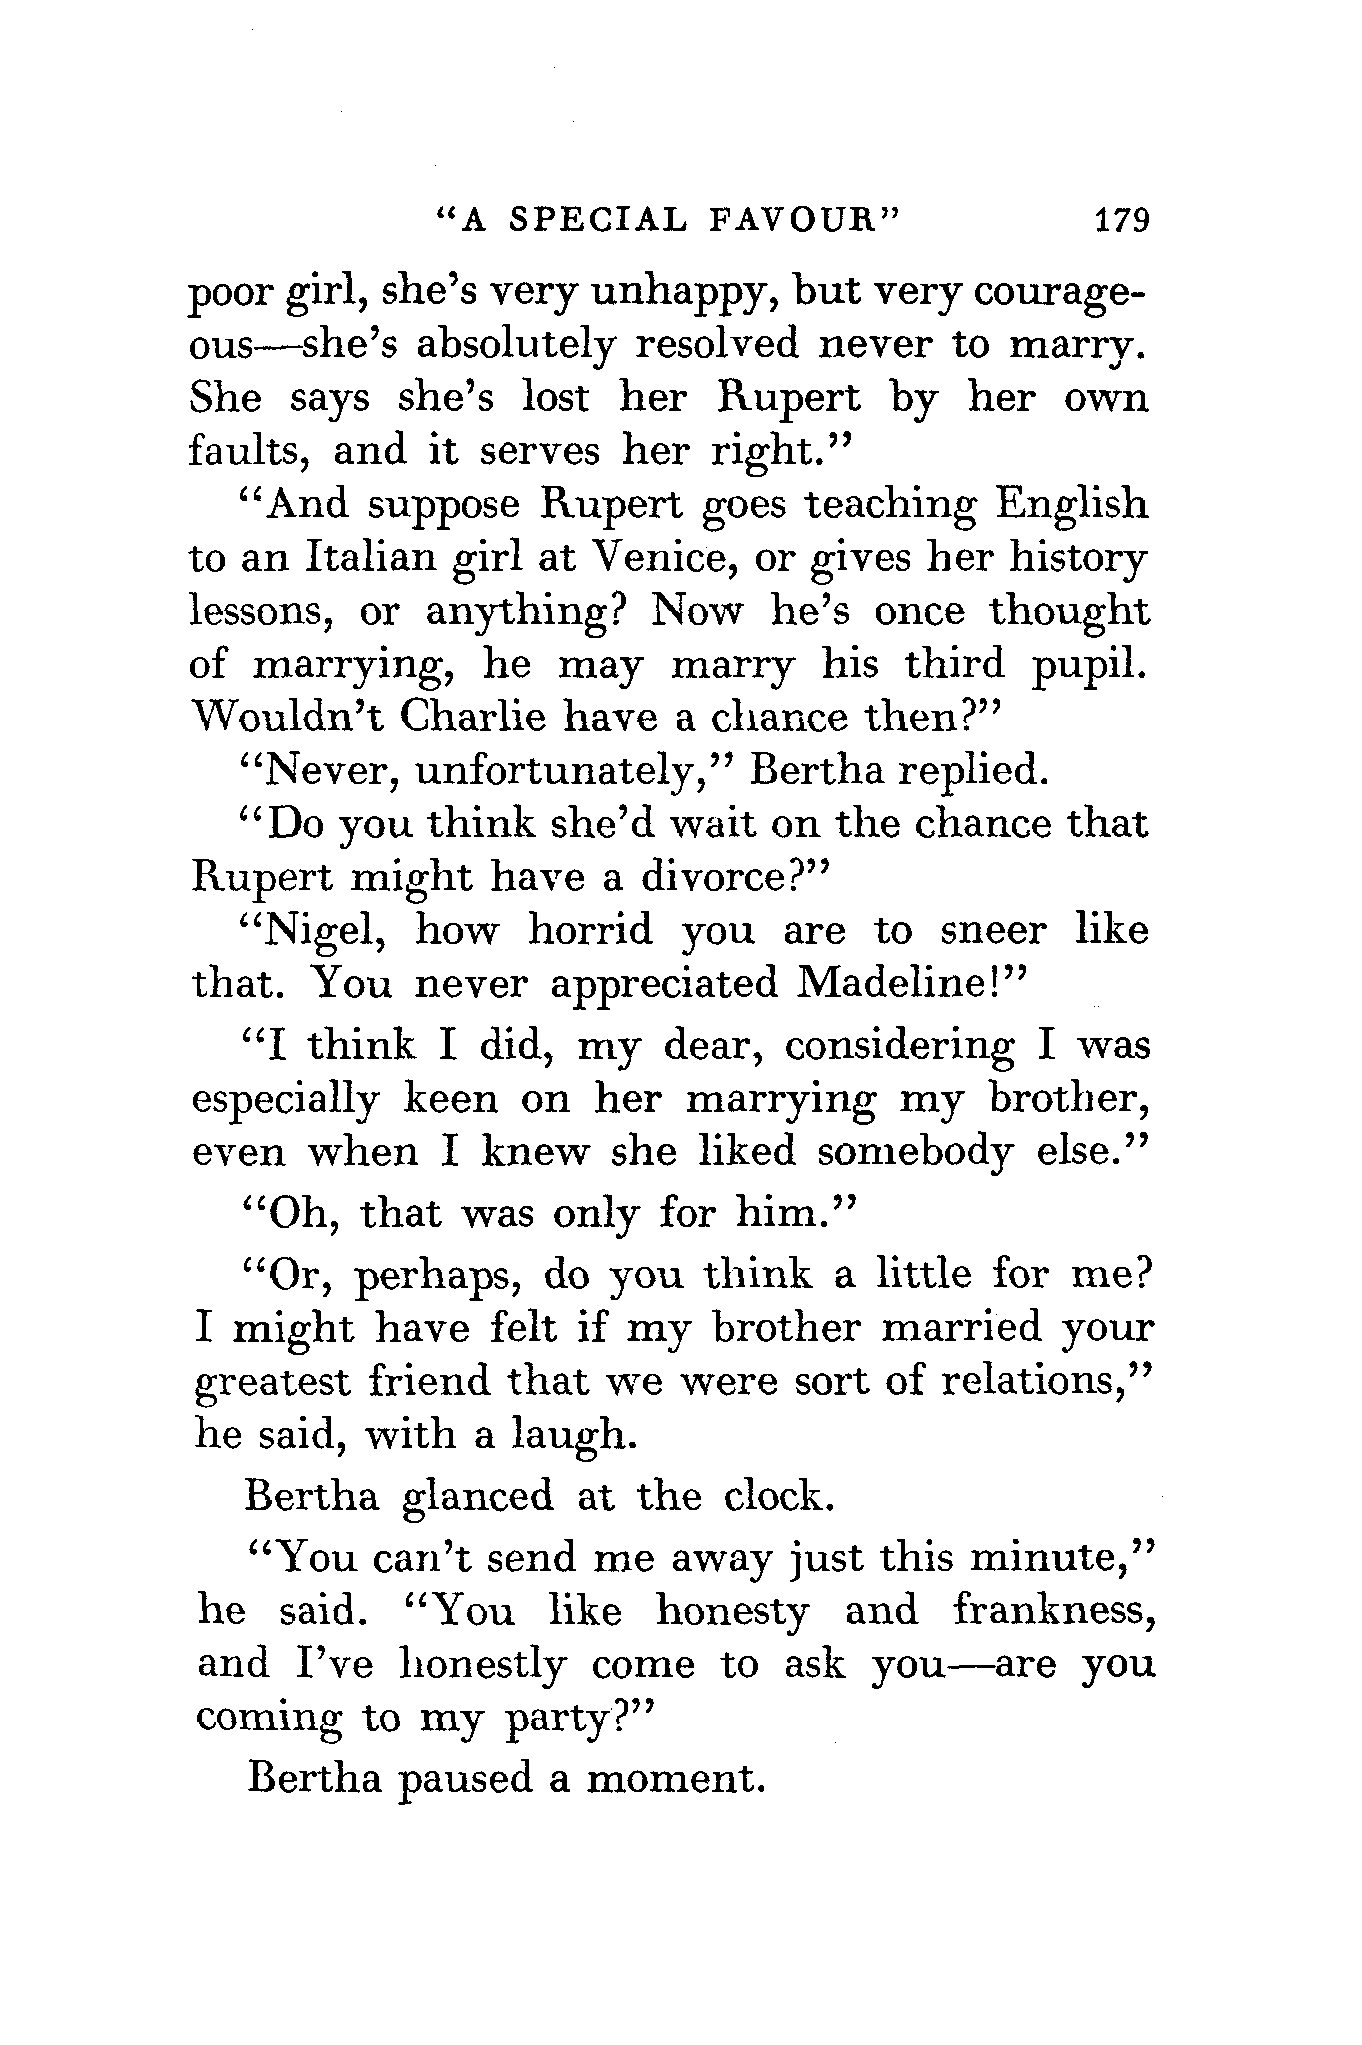 “A SPECIAL FAVOUR” 179
poor girl, she’s very unhappy, but very courage-
ous—she’s absolutely resolved never to marry.
She says she’s lost her Rupert by her own
faults, and it serves her right.”
“And suppose Rupert goes teaching English
to an Italian girl at Venice, or gives her history
lessons, or anything? Now he’s once thought
of marrying, he may marry his third pupil.
Wouldn’t Charlie have a chance then?”
“Never, unfortunately,” Bertha replied.
“Do you think she’d wait on the chance that
Rupert might have a divorce?”
“Nigel, how horrid you are to sneer like
that. You never appreciated Madeline!”
“I think I did, my dear, considering I was
especially keen on her marrying my brother,
even when I knew she liked somebody else.”
“Oh, that was only for him.”
“Or, perhaps, do you think a little for me?
I might have felt if my brother married your
greatest friend that we were sort of relations,”
he said, with a laugh.
Bertha glanced at the clock.
“You can’t send me away just this minute,”
he said. “You like honesty and frankness,
and I’ve honestly come to ask you—are you
coming to my party?”
Bertha paused a moment.